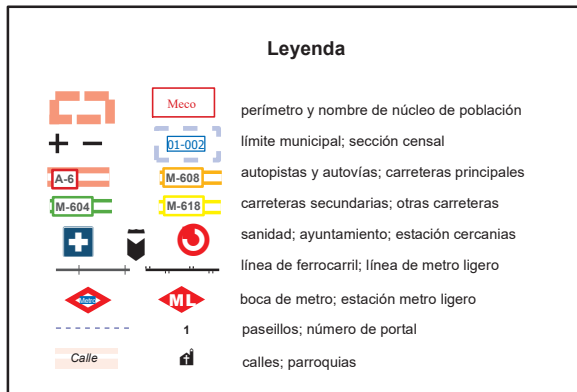 Leyenda
Meco perímetro y nombre de núcleo de población
01-002 límite municipal; sección censal
A-6 M-608 autopistas y autovías; carreteras principales
M-604 M-618 carreteras secundarias; otras carreteras
sanidad; ayuntamiento; estación cercanias
línea de ferrocarril; línea de metro ligero
Metro ML boca de metro; estación metro ligero
1 paseillos; número de portal
Calle calles; parroquias